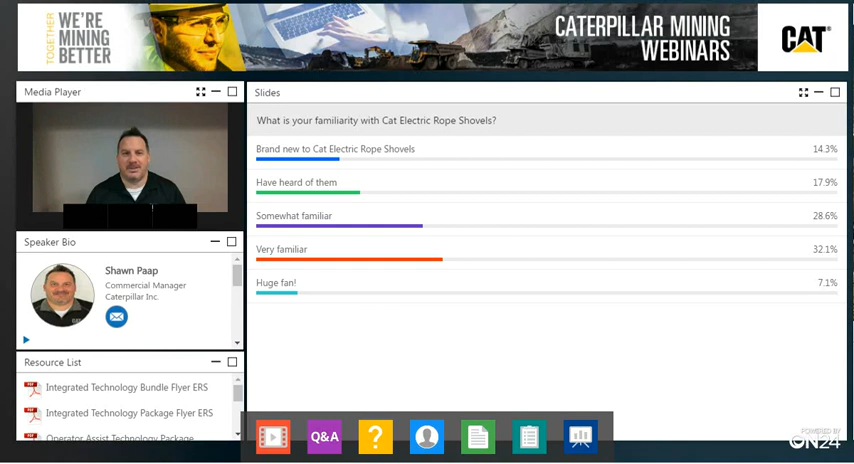 TOGETHER
WE'RE
MINING
BETTER
CATERPILLAR MINING
WEBINARS
CAT®
Media Player
Slides
What is your familiarity with Cat Electric Rope Shovels?
Brand new to Cat Electric Rope Shovels 14.3%
Have heard of them 17.9%
Somewhat familiar 28.6%
Very familiar 32.1%
Huge fan! 7.1%
Speaker Bio
Shawn Paap
Commercial Manager
Caterpillar Inc.
Resource List
Integrated Technology Bundle Flyer ERS
Integrated Technology Package Flyer ERS
Operator Assist Technology Package
Q&A
?
POWERED BY
ON24